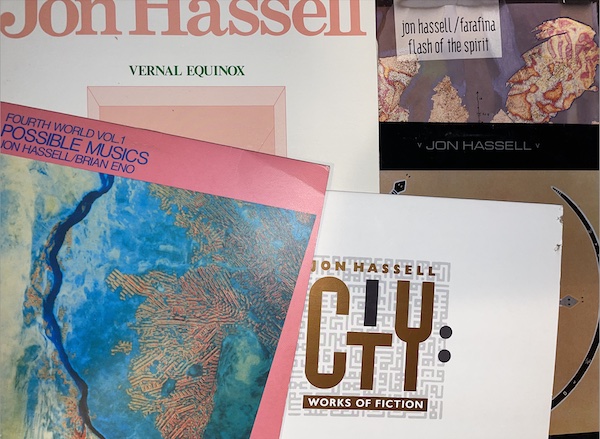 Jon Hassell
VERNAL EQUINOX
jon hassell / farafina
flash of the spirit
JON HASSELL
FOURTH WORLD VOL.1
POSSIBLE MUSICS
JON HASSELL/BRIAN ENO
JON HASSELL
CITY:
WORKS OF FICTION